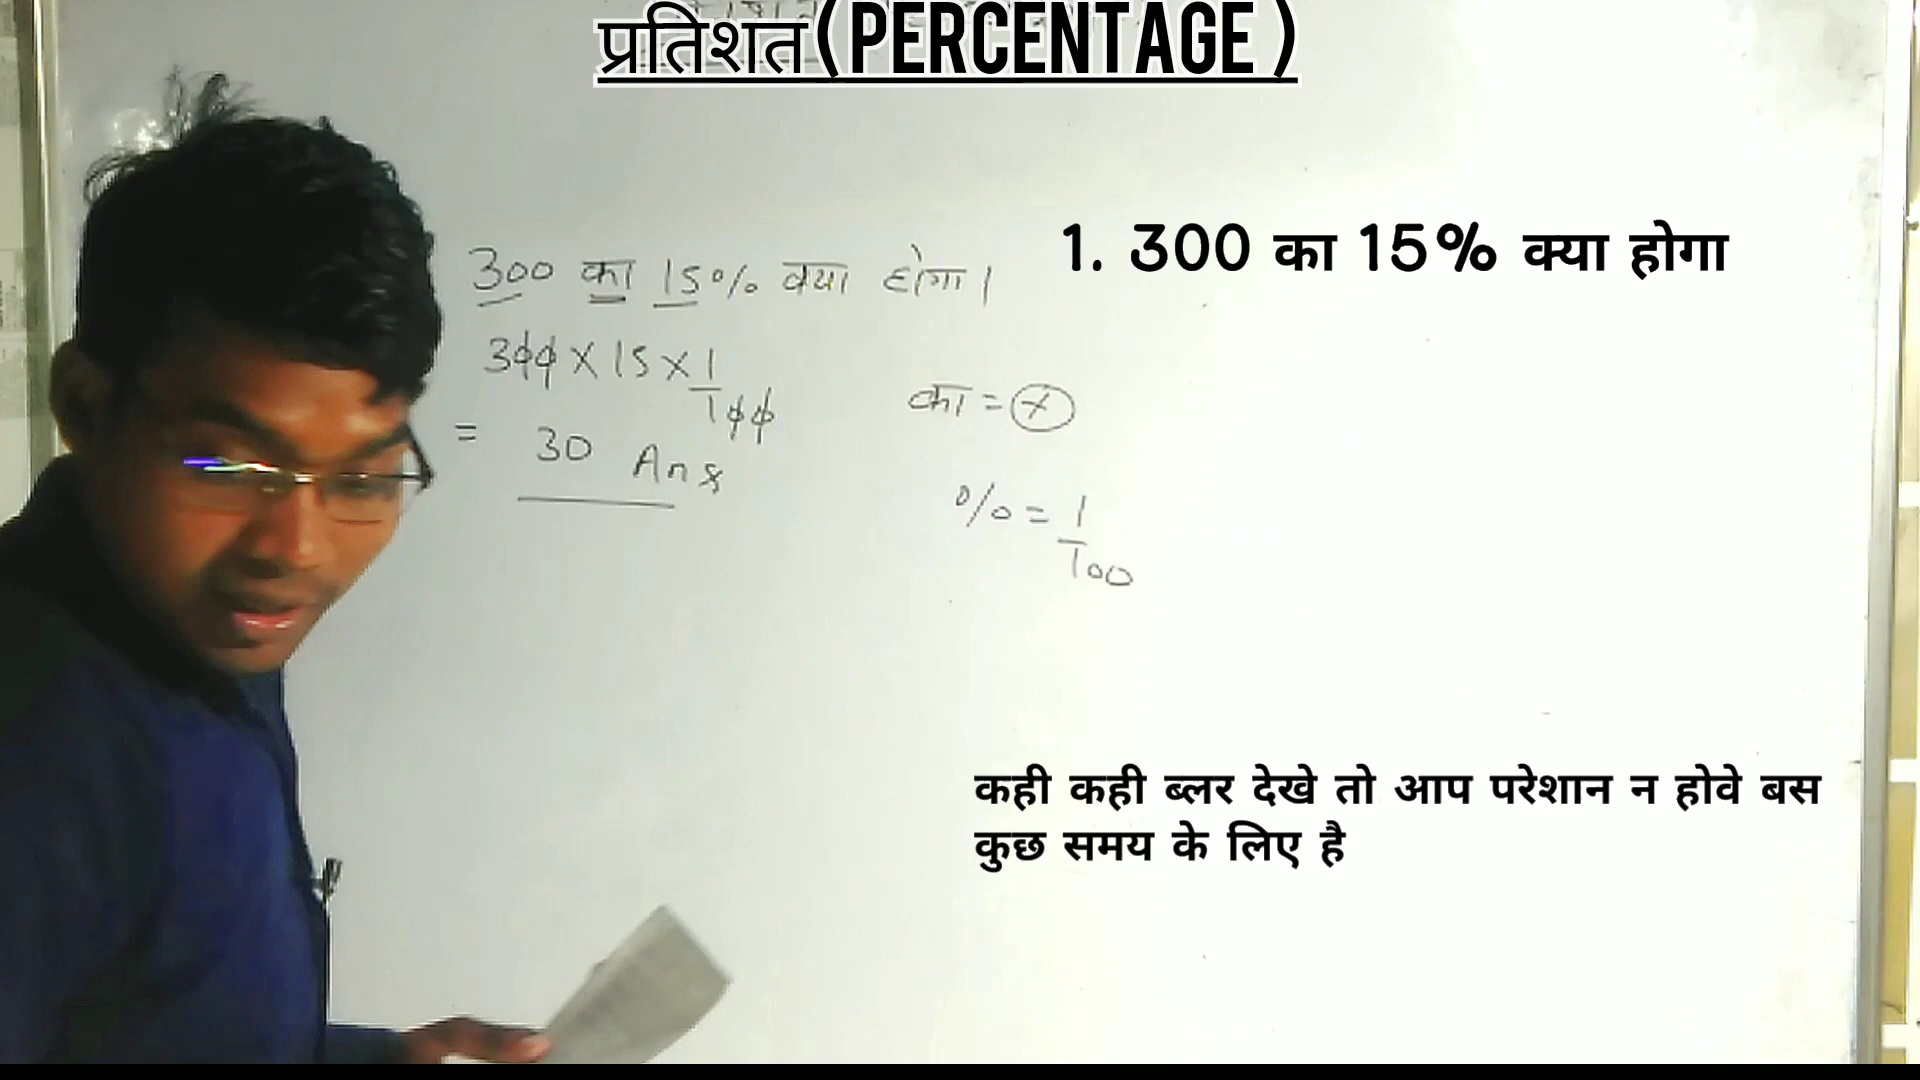 प्रतिशत(PERCENTAGE )
1. 300 का 15% क्या होगा
300 का 15% क्या होगा।
300 x 15 x 1/100
= 30 Ans
का = x
% = 1/100
कही कही ब्लर देखे तो आप परेशान न होवे बस
कुछ समय के लिए है